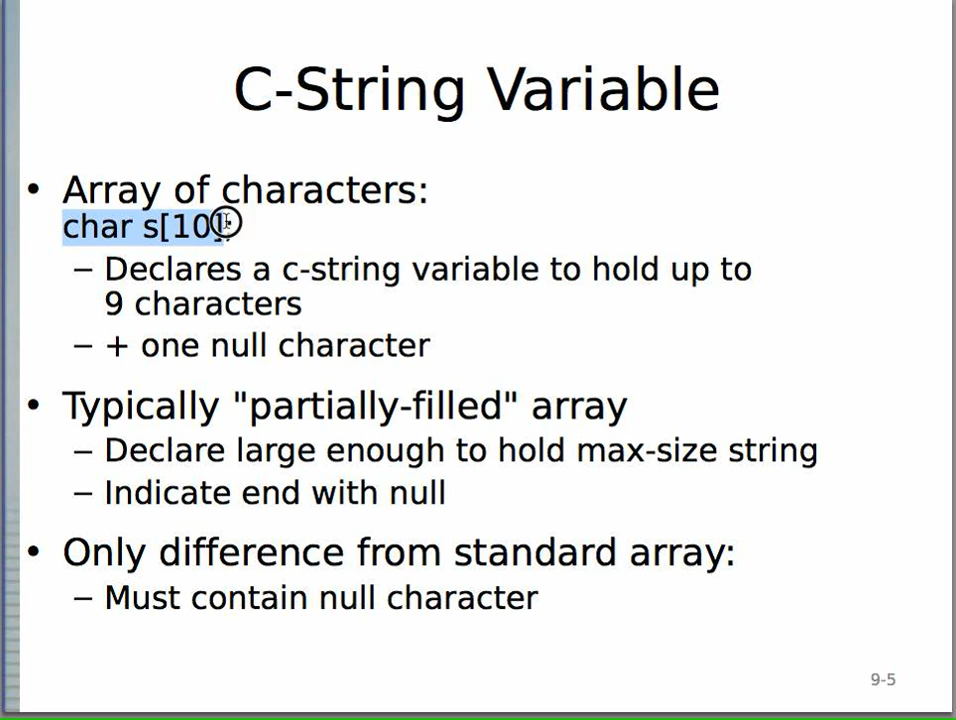 C-String Variable
• Array of characters:
char s[10];
– Declares a c-string variable to hold up to
9 characters
– + one null character
• Typically "partially-filled" array
– Declare large enough to hold max-size string
– Indicate end with null
• Only difference from standard array:
– Must contain null character
9-5